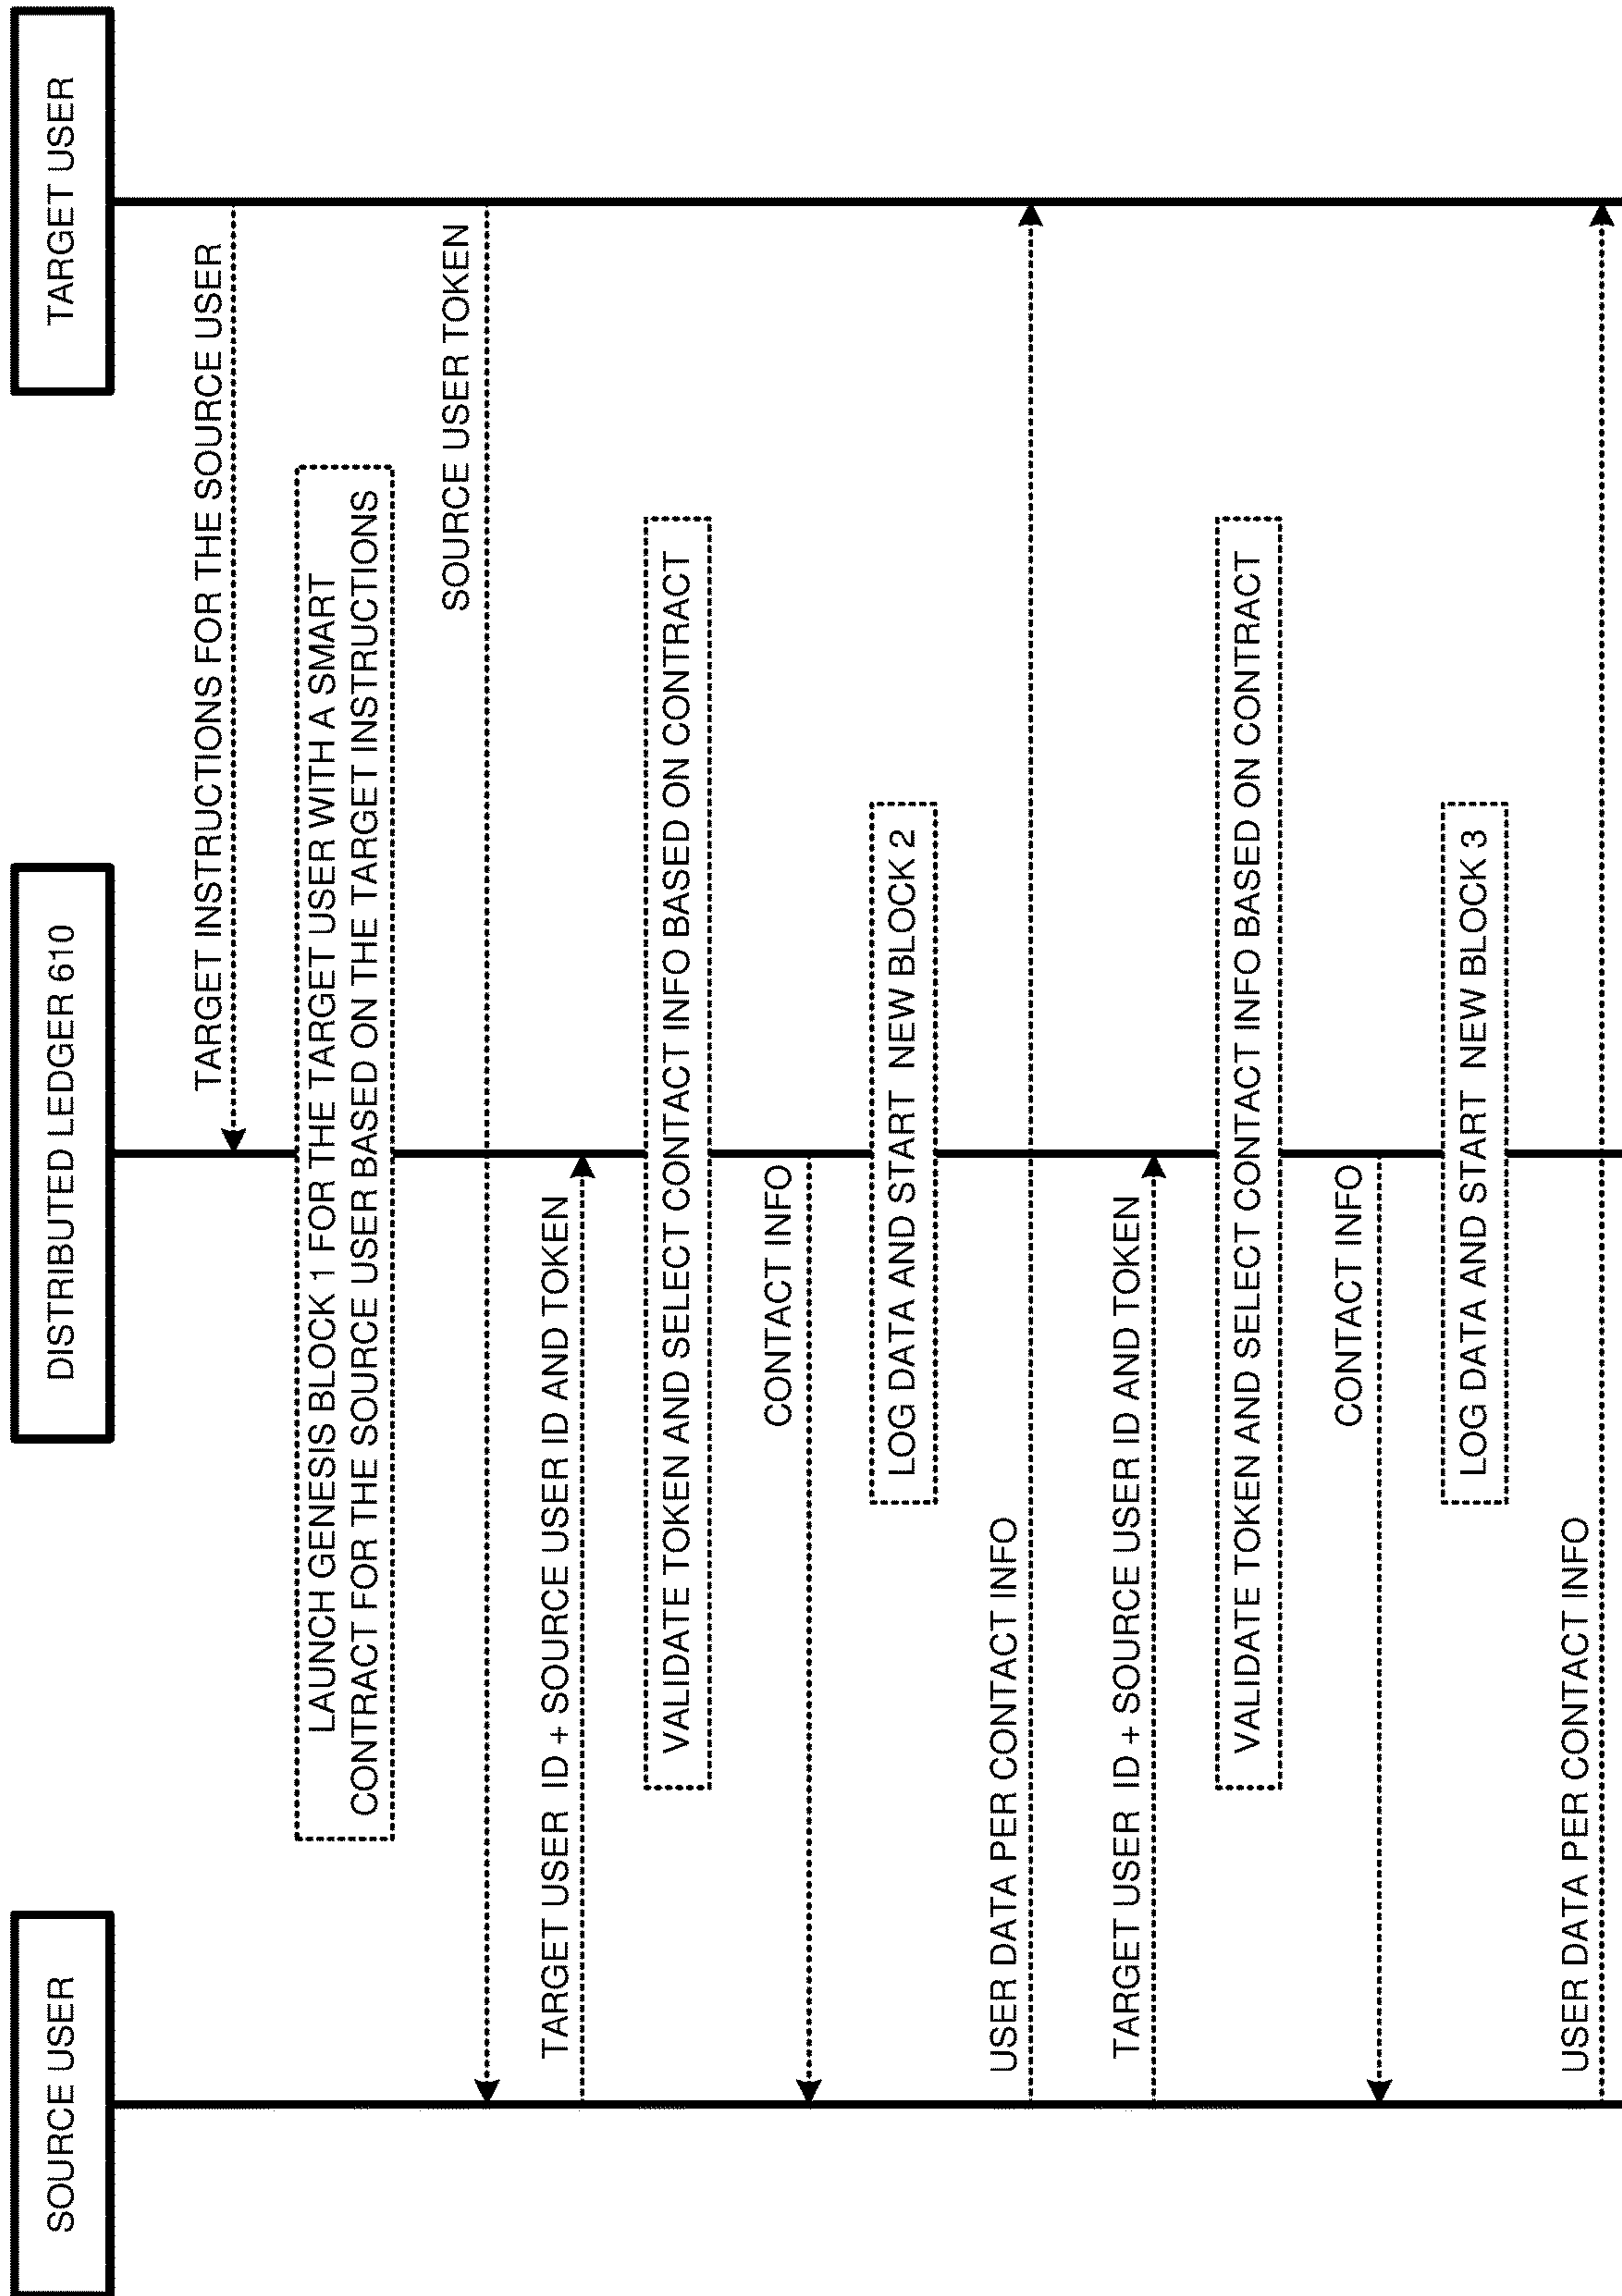 SOURCE USER
DISTRIBUTED LEDGER 610
TARGET USER
TARGET INSTRUCTIONS FOR THE SOURCE USER
LAUNCH GENESIS BLOCK 1 FOR THE TARGET USER WITH A SMART
CONTRACT FOR THE SOURCE USER BASED ON THE TARGET INSTRUCTIONS
SOURCE USER TOKEN
TARGET USER ID + SOURCE USER ID AND TOKEN
VALIDATE TOKEN AND SELECT CONTACT INFO BASED ON CONTRACT
CONTACT INFO
LOG DATA AND START NEW BLOCK 2
USER DATA PER CONTACT INFO
TARGET USER ID + SOURCE USER ID AND TOKEN
VALIDATE TOKEN AND SELECT CONTACT INFO BASED ON CONTRACT
CONTACT INFO
LOG DATA AND START NEW BLOCK 3
USER DATA PER CONTACT INFO